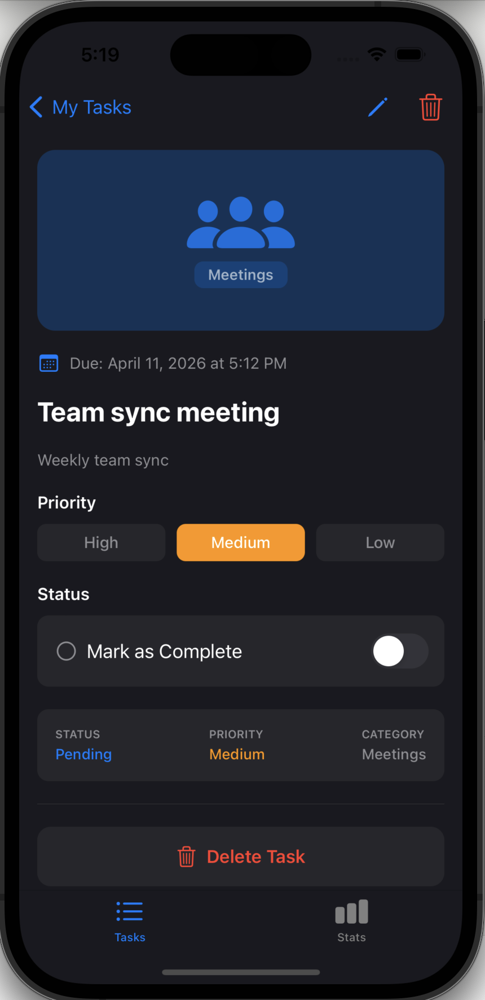 5:19
My Tasks
Meetings
Due: April 11, 2026 at 5:12 PM
Team sync meeting
Weekly team sync
Priority
High Medium Low
Status
Mark as Complete
STATUS PRIORITY CATEGORY
Pending Medium Meetings
Delete Task
Tasks Stats